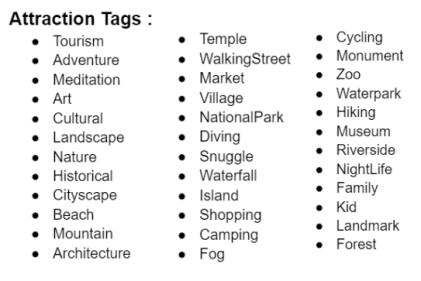 Attraction Tags :
● Tourism
● Adventure
● Meditation
● Art
● Cultural
● Landscape
● Nature
● Historical
● Cityscape
● Beach
● Mountain
● Architecture
● Temple
● WalkingStreet
● Market
● Village
● NationalPark
● Diving
● Snuggle
● Waterfall
● Island
● Shopping
● Camping
● Fog
● Cycling
● Monument
● Zoo
● Waterpark
● Hiking
● Museum
● Riverside
● NightLife
● Family
● Kid
● Landmark
● Forest